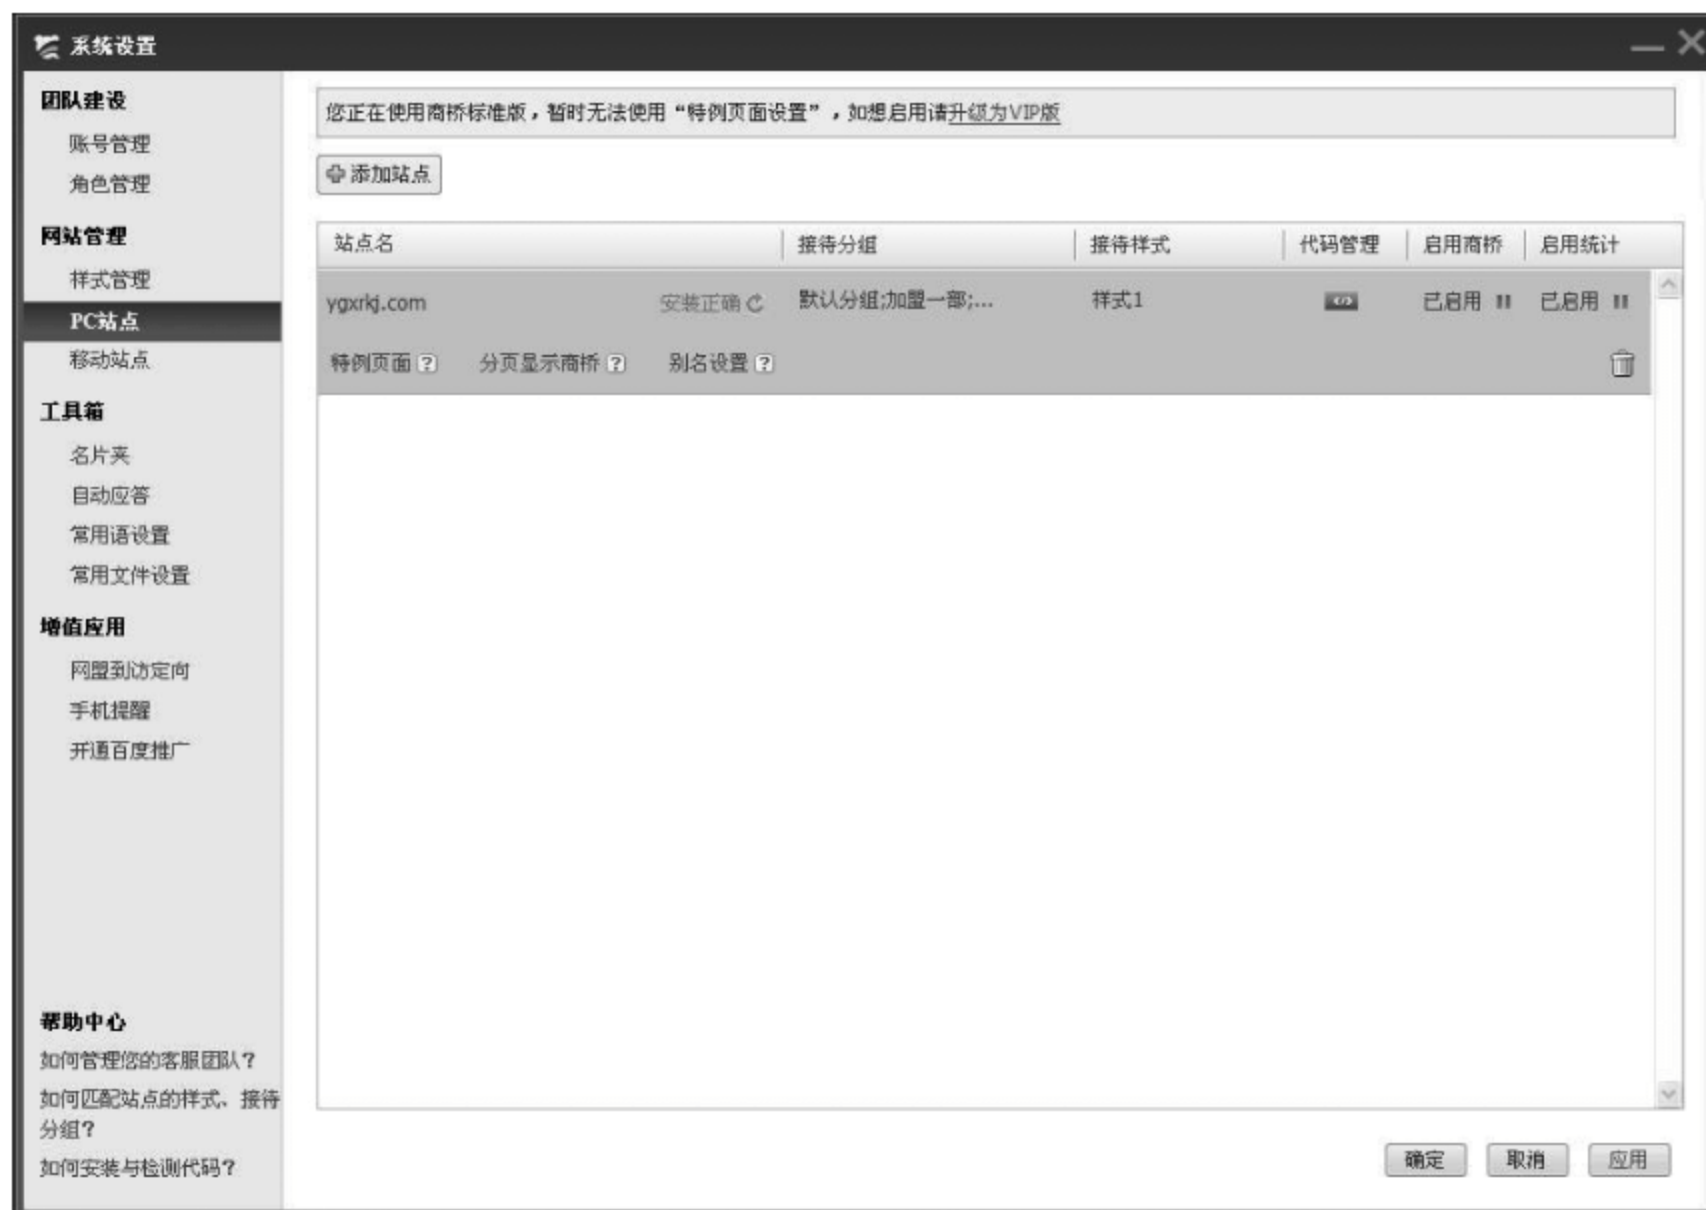 系统设置
团队建设
账号管理
角色管理
网站管理
样式管理
PC站点
移动站点
工具箱
名片夹
自动应答
常用语设置
常用文件设置
增值应用
网盟到访定向
手机提醒
开通百度推广
帮助中心
如何管理您的客服团队?
如何匹配站点的样式、接待
分组?
如何安装与检测代码?
您正在使用商桥标准版，暂时无法使用“特例页面设置”，如想启用请升级为VIP版
添加站点
站点名 接待分组 接待样式 代码管理 启用商桥 启用统计
ygxrkj.com 安装正确 默认分组;加盟一部;... 样式1 </> 已启用 已启用
特例页面 ? 分页显示商桥 ? 别名设置 ?
确定 取消 应用